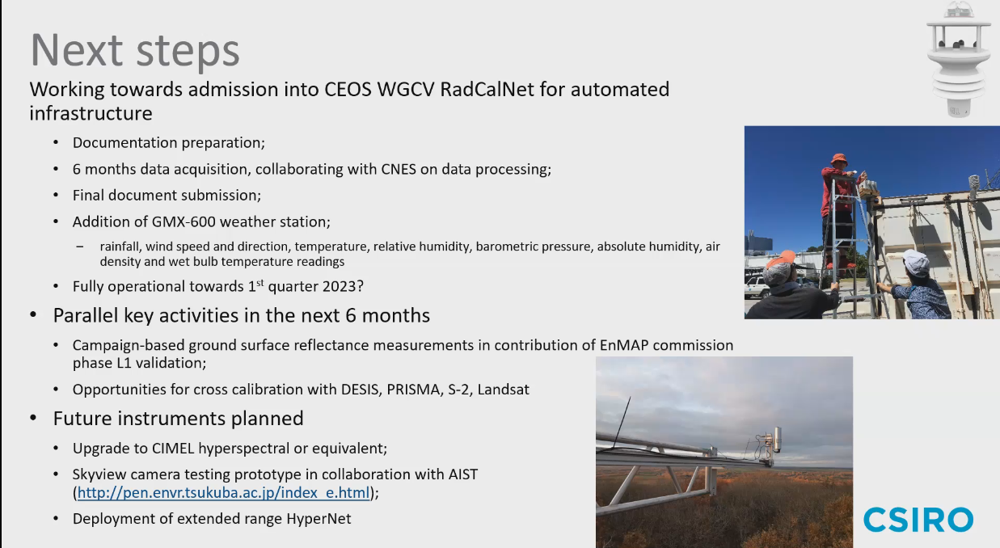 Next steps
Working towards admission into CEOS WGCV RadCalNet for automated
infrastructure
• Documentation preparation;
• 6 months data acquisition, collaborating with CNES on data processing;
• Final document submission;
• Addition of GMX-600 weather station;
– rainfall, wind speed and direction, temperature, relative humidity, barometric pressure, absolute humidity, air
density and wet bulb temperature readings
• Fully operational towards 1st quarter 2023?
• Parallel key activities in the next 6 months
• Campaign-based ground surface reflectance measurements in contribution of EnMAP commission
phase L1 validation;
• Opportunities for cross calibration with DESIS, PRISMA, S-2, Landsat
• Future instruments planned
• Upgrade to CIMEL hyperspectral or equivalent;
• Skyview camera testing prototype in collaboration with AIST
(http://pen.envr.tsukuba.ac.jp/index_e.html);
• Deployment of extended range HyperNet
CSIRO